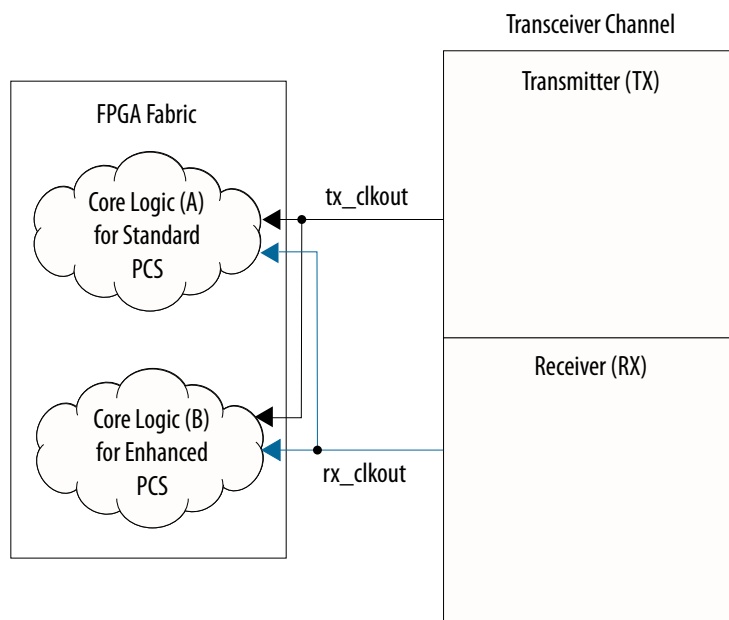 Transceiver Channel
Transmitter (TX)
FPGA Fabric
Core Logic (A)
for Standard
PCS
tx_clkout
Receiver (RX)
Core Logic (B)
for Enhanced
PCS
rx_clkout